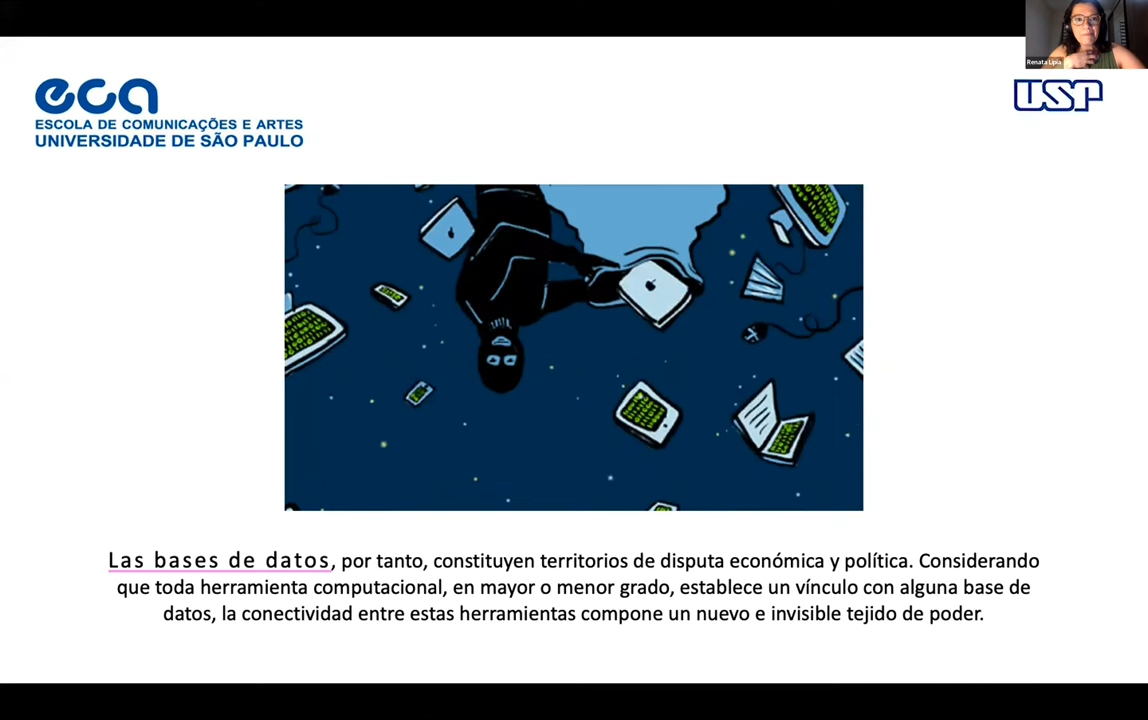 Renata Lipia
eca
ESCOLA DE COMUNICAÇÕES E ARTES
UNIVERSIDADE DE SÃO PAULO
USP
Las bases de datos, por tanto, constituyen territorios de disputa económica y política. Considerando
que toda herramienta computacional, en mayor o menor grado, establece un vínculo con alguna base de
datos, la conectividad entre estas herramientas compone un nuevo e invisible tejido de poder.